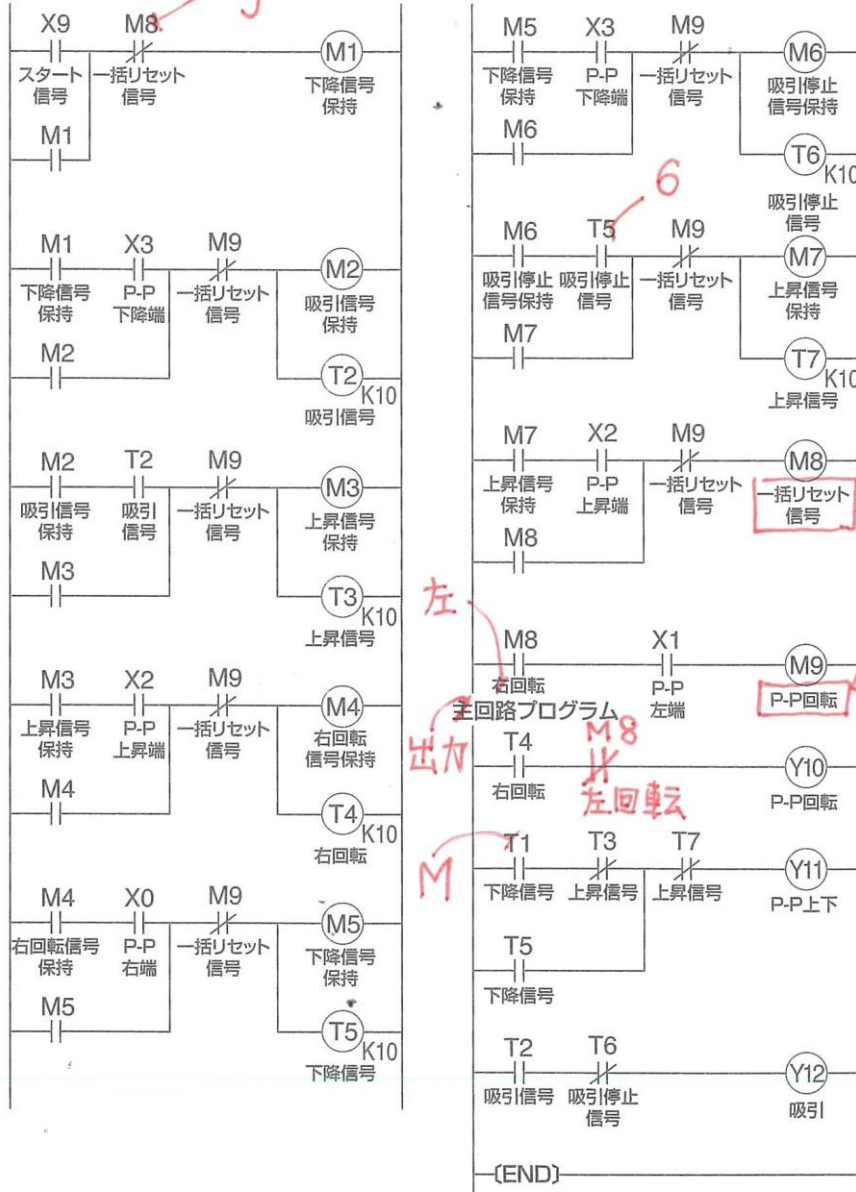 X9 M8
M1
スタート 一括リセット
信号 信号
下降信号
保持
M1
M1 X3 M9
M2
下降信号 P-P 一括リセット
保持 下降端 信号
吸引信号
保持
M2
T2 K10
吸引信号
M2 T2 M9
M3
吸引信号 吸引 一括リセット
保持 信号 信号
上昇信号
保持
M3
T3 K10
上昇信号
M3 X2 M9
M4
上昇信号 P-P 一括リセット
保持 上昇端 信号
右回転
信号保持
M4
T4 K10
右回転
M4 X0 M9
M5
右回転信号 P-P 一括リセット
保持 右端 信号
下降信号
保持
M5
T5 K10
下降信号
M5 X3 M9
M6
下降信号 P-P 一括リセット
保持 下降端 信号
吸引停止
信号保持
M6
T6 K10
吸引停止
信号
6
M6 T5 M9
M7
吸引停止 吸引停止 一括リセット
信号保持 信号 信号
上昇信号
保持
M7
T7 K10
上昇信号
M7 X2 M9
M8
上昇信号 P-P 一括リセット
保持 上昇端 信号
一括リセット
信号
M8
左
M8 X1
M9
右回転 P-P
左端
P-P回転
主回路プログラム
出力
T4 M8
Y10
右回転 左回転
P-P回転
M
T1 T3 T7
Y11
下降信号 上昇信号 上昇信号
P-P上下
T5
下降信号
T2 T6
Y12
吸引信号 吸引停止
信号
吸引
(END)